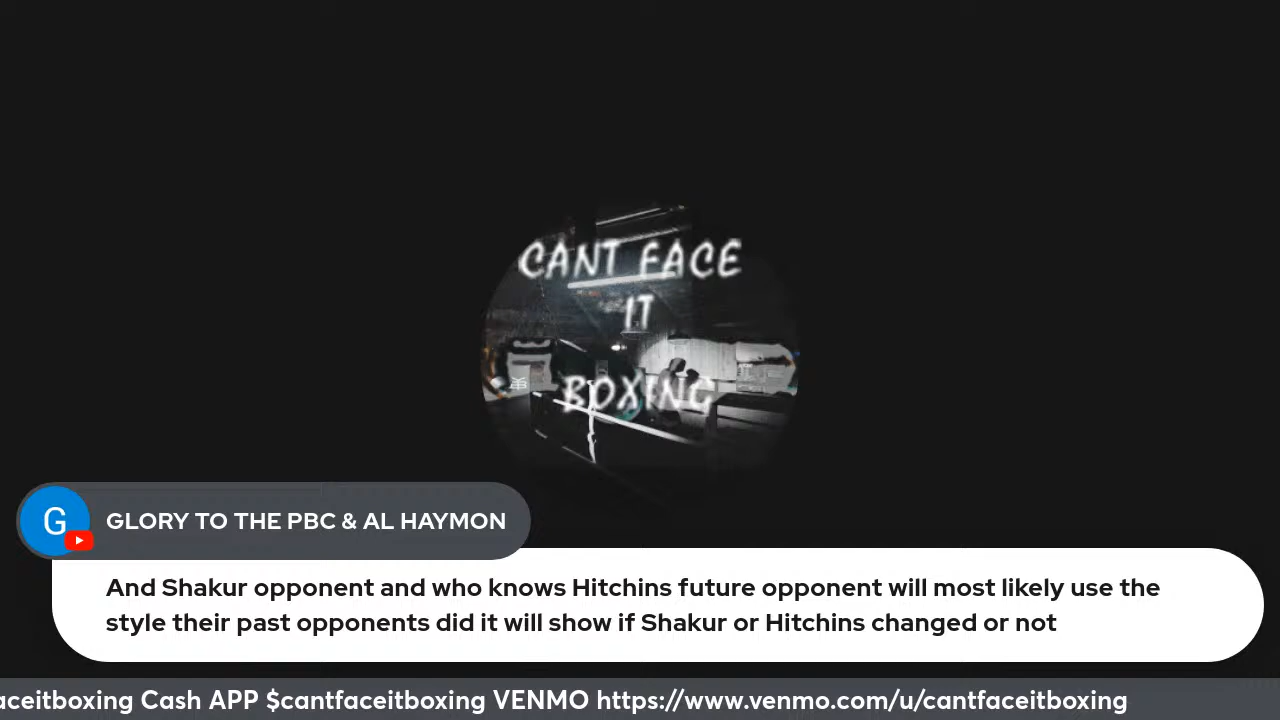 CANT FACE
IT
BOXING
G
GLORY TO THE PBC & AL HAYMON
And Shakur opponent and who knows Hitchins future opponent will most likely use the
style their past opponents did it will show if Shakur or Hitchins changed or not
aceitboxing Cash APP $cantfaceitboxing VENMO https://www.venmo.com/u/cantfaceitboxing